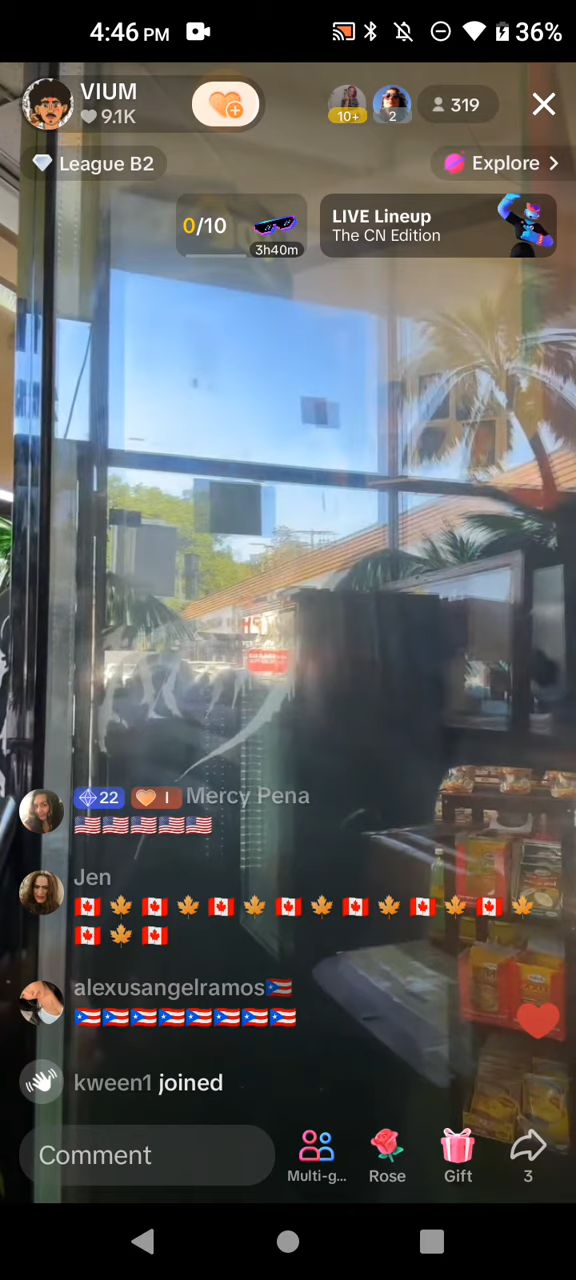 4:46 PM
36%
VIUM
9.1K
10+
2
319
League B2
Explore
0/10
3h40m
LIVE Lineup
The CN Edition
22 I Mercy Pena
🇺🇸🇺🇸🇺🇸🇺🇸🇺🇸
Jen
🇨🇦 🍁 🇨🇦 🍁 🇨🇦 🍁 🇨🇦 🍁 🇨🇦 🍁 🇨🇦 🍁 🇨🇦 🍁
🇨🇦 🍁 🇨🇦
alexusangelramos🇵🇷
🇵🇷🇵🇷🇵🇷🇵🇷🇵🇷🇵🇷🇵🇷🇵🇷
kween1 joined
Comment
Multi-g...
Rose
Gift
3